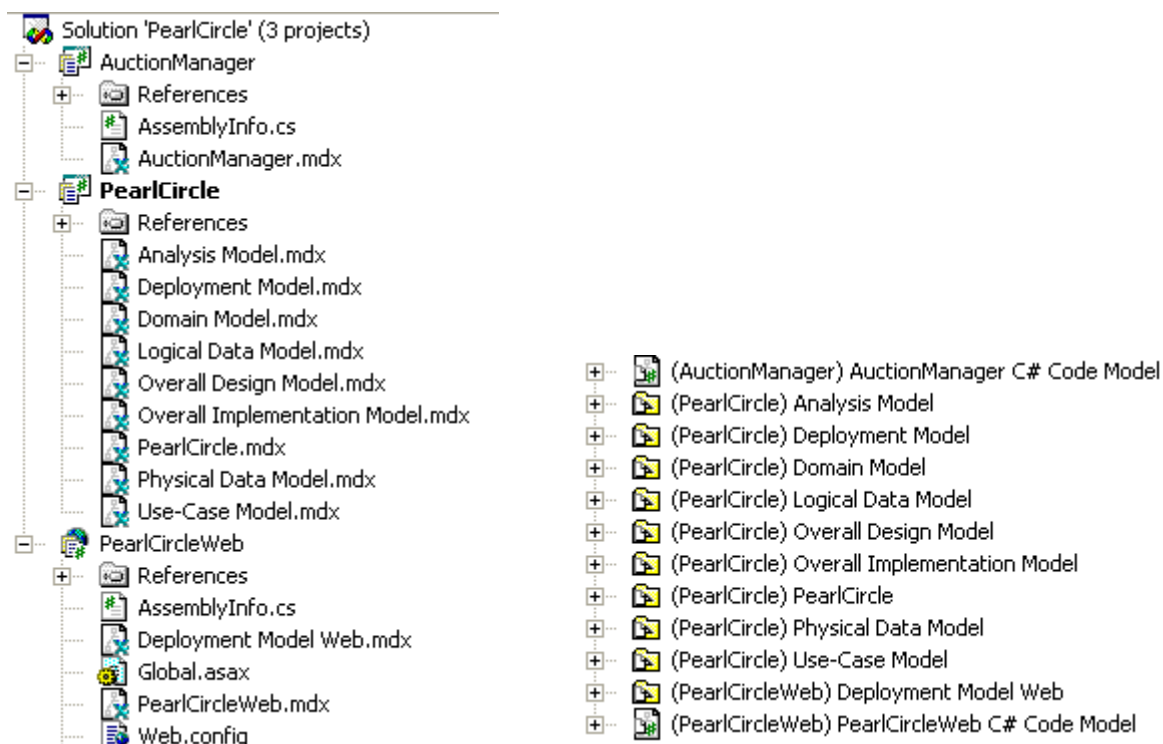 Solution 'PearlCircle' (3 projects)
AuctionManager
References
AssemblyInfo.cs
AuctionManager.mdx
PearlCircle
References
Analysis Model.mdx
Deployment Model.mdx
Domain Model.mdx
Logical Data Model.mdx
Overall Design Model.mdx
Overall Implementation Model.mdx
PearlCircle.mdx
Physical Data Model.mdx
Use-Case Model.mdx
PearlCircleWeb
References
AssemblyInfo.cs
Deployment Model Web.mdx
Global.asax
PearlCircleWeb.mdx
Web.config
(AuctionManager) AuctionManager C# Code Model
(PearlCircle) Analysis Model
(PearlCircle) Deployment Model
(PearlCircle) Domain Model
(PearlCircle) Logical Data Model
(PearlCircle) Overall Design Model
(PearlCircle) Overall Implementation Model
(PearlCircle) PearlCircle
(PearlCircle) Physical Data Model
(PearlCircle) Use-Case Model
(PearlCircleWeb) Deployment Model Web
(PearlCircleWeb) PearlCircleWeb C# Code Model